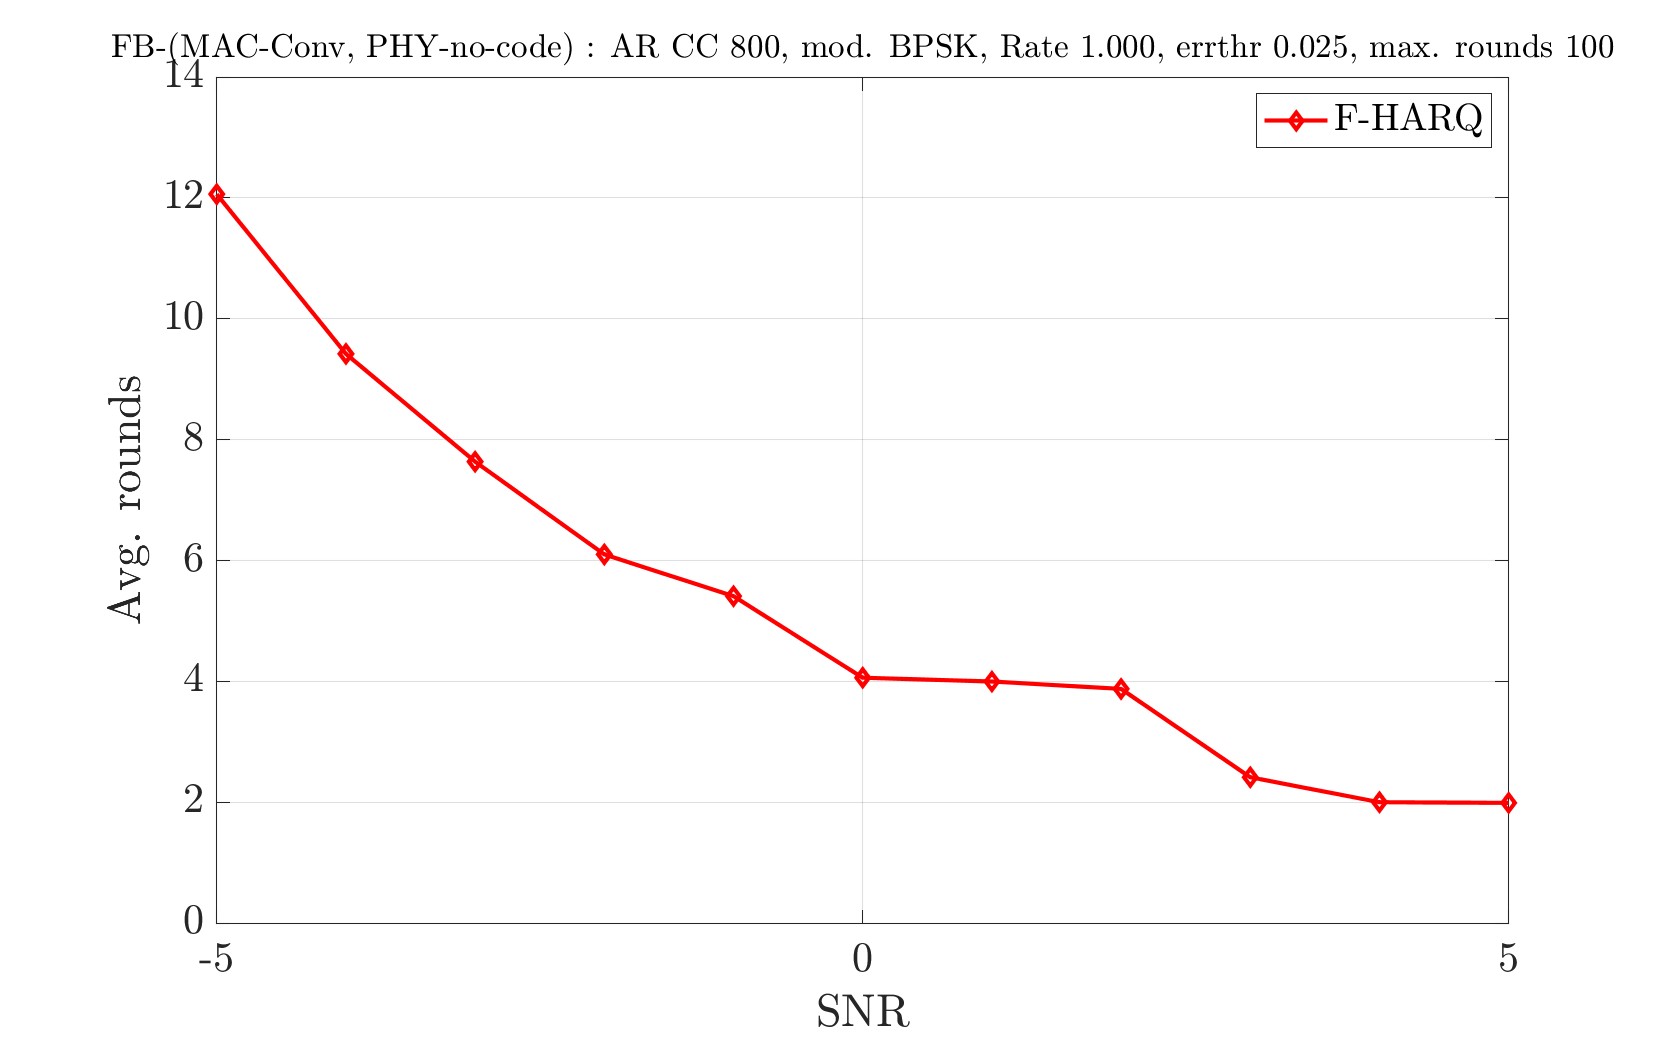 FB-(MAC-Conv, PHY-no-code) : AR CC 800, mod. BPSK, Rate 1.000, errthr 0.025, max. rounds 100
F-HARQ
14
12
10
8
6
4
2
0
Avg. rounds
-5
0
5
SNR